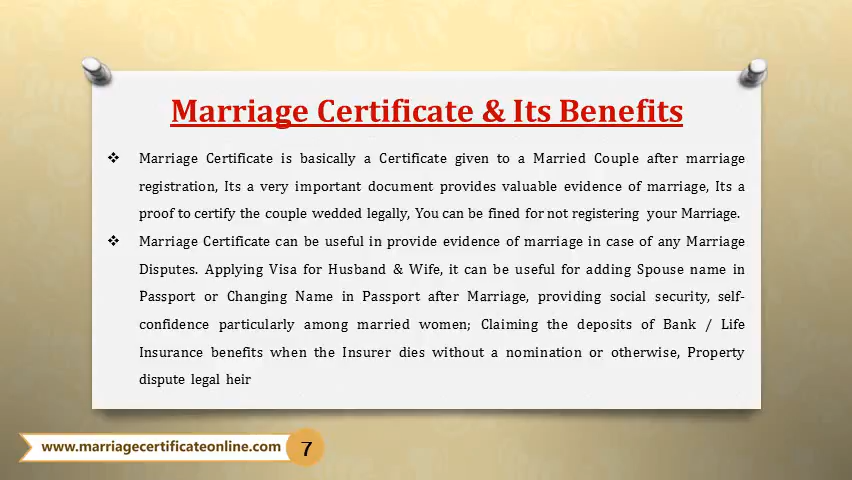 Marriage Certificate & Its Benefits
❖ Marriage Certificate is basically a Certificate given to a Married Couple after marriage
registration, Its a very important document provides valuable evidence of marriage, Its a
proof to certify the couple wedded legally, You can be fined for not registering your Marriage.
❖ Marriage Certificate can be useful in provide evidence of marriage in case of any Marriage
Disputes. Applying Visa for Husband & Wife, it can be useful for adding Spouse name in
Passport or Changing Name in Passport after Marriage, providing social security, self-
confidence particularly among married women; Claiming the deposits of Bank / Life
Insurance benefits when the Insurer dies without a nomination or otherwise, Property
dispute legal heir
www.marriagecertificateonline.com 7